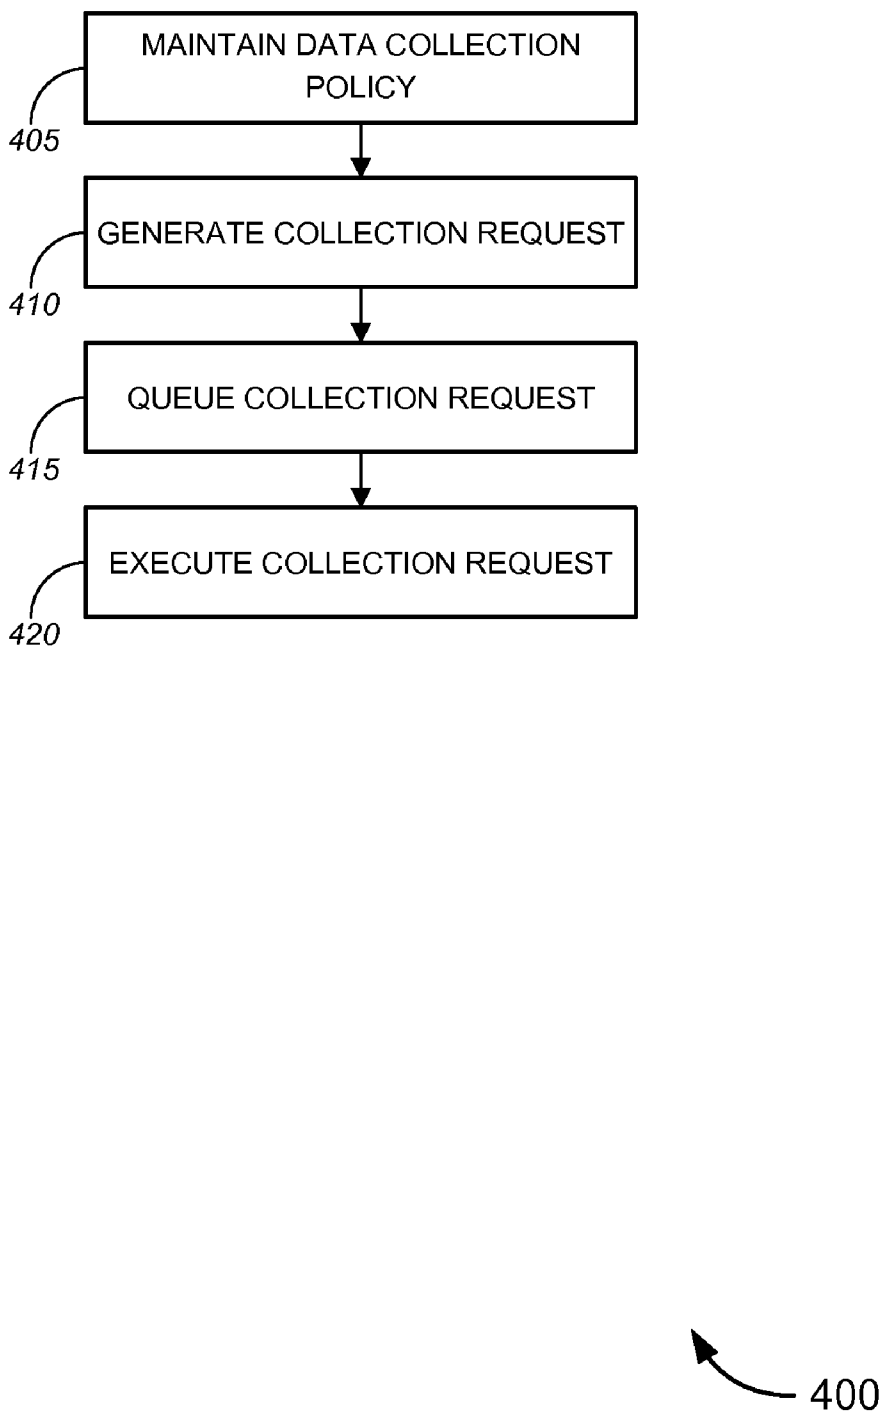 MAINTAIN DATA COLLECTION
POLICY
405
GENERATE COLLECTION REQUEST
410
QUEUE COLLECTION REQUEST
415
EXECUTE COLLECTION REQUEST
420
400